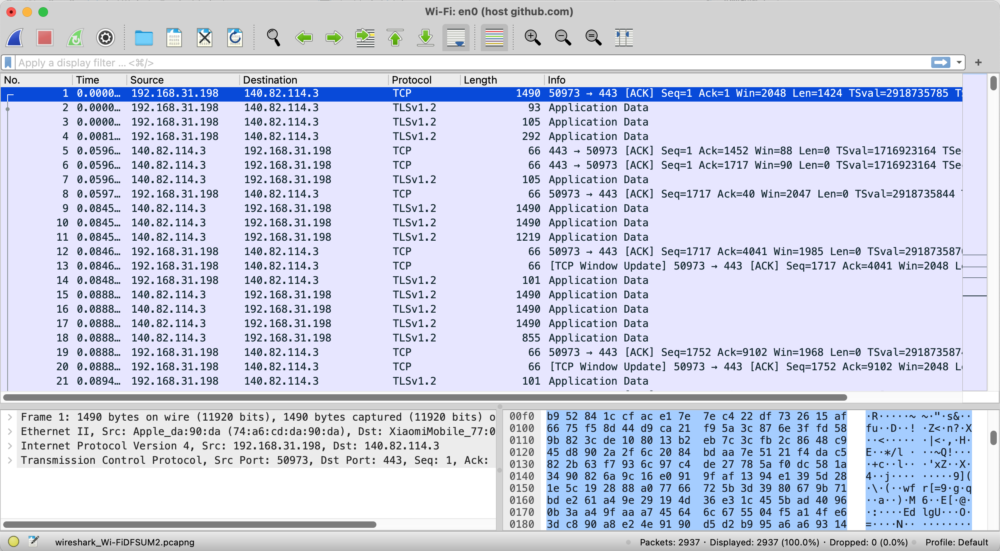 Wi-Fi: en0 (host github.com)
Apply a display filter … <⌘/>
No. Time Source Destination Protocol Length Info
1 0.0000… 192.168.31.198 140.82.114.3 TCP 1490 50973 → 443 [ACK] Seq=1 Ack=1 Win=2048 Len=1424 TSval=2918735785
2 0.0000… 192.168.31.198 140.82.114.3 TLSv1.2 93 Application Data
3 0.0000… 192.168.31.198 140.82.114.3 TLSv1.2 105 Application Data
4 0.0081… 192.168.31.198 140.82.114.3 TLSv1.2 292 Application Data
5 0.0596… 140.82.114.3 192.168.31.198 TCP 66 443 → 50973 [ACK] Seq=1 Ack=1452 Win=88 Len=0 TSval=1716923164 TSe
6 0.0596… 140.82.114.3 192.168.31.198 TCP 66 443 → 50973 [ACK] Seq=1 Ack=1717 Win=90 Len=0 TSval=1716923164 TSe
7 0.0596… 140.82.114.3 192.168.31.198 TLSv1.2 105 Application Data
8 0.0597… 192.168.31.198 140.82.114.3 TCP 66 50973 → 443 [ACK] Seq=1717 Ack=40 Win=2047 Len=0 TSval=2918735844
9 0.0845… 140.82.114.3 192.168.31.198 TLSv1.2 1490 Application Data
10 0.0845… 140.82.114.3 192.168.31.198 TLSv1.2 1490 Application Data
11 0.0845… 140.82.114.3 192.168.31.198 TLSv1.2 1219 Application Data
12 0.0846… 192.168.31.198 140.82.114.3 TCP 66 50973 → 443 [ACK] Seq=1717 Ack=4041 Win=1985 Len=0 TSval=291873587
13 0.0846… 192.168.31.198 140.82.114.3 TCP 66 [TCP Window Update] 50973 → 443 [ACK] Seq=1717 Ack=4041 Win=2048 L
14 0.0848… 192.168.31.198 140.82.114.3 TLSv1.2 101 Application Data
15 0.0888… 140.82.114.3 192.168.31.198 TLSv1.2 1490 Application Data
16 0.0888… 140.82.114.3 192.168.31.198 TLSv1.2 1490 Application Data
17 0.0888… 140.82.114.3 192.168.31.198 TLSv1.2 1490 Application Data
18 0.0888… 140.82.114.3 192.168.31.198 TLSv1.2 855 Application Data
19 0.0888… 192.168.31.198 140.82.114.3 TCP 66 50973 → 443 [ACK] Seq=1752 Ack=9102 Win=1968 Len=0 TSval=291873587
20 0.0888… 192.168.31.198 140.82.114.3 TCP 66 [TCP Window Update] 50973 → 443 [ACK] Seq=1752 Ack=9102 Win=2048 L
21 0.0894… 192.168.31.198 140.82.114.3 TLSv1.2 101 Application Data
Frame 1: 1490 bytes on wire (11920 bits), 1490 bytes captured (11920 bits) o
Ethernet II, Src: Apple_da:90:da (74:a6:cd:da:90:da), Dst: XiaomiMobile_77:0
Internet Protocol Version 4, Src: 192.168.31.198, Dst: 140.82.114.3
Transmission Control Protocol, Src Port: 50973, Dst Port: 443, Seq: 1, Ack:
00f0 b9 52 84 1c cf ac e1 7e 7e c4 22 df 73 26 15 af ·R·····~ ~·"·s&··
0100 66 75 f5 8d 44 d9 ca 21 f9 5a 3c 87 6e 3f fd 58 fu··D··! ·Z<·n?·X
0110 9b 82 3c de 10 80 13 b2 eb 7c 3c fb 2c 86 48 c9 ··<····· ·|<·,·H·
0120 45 d8 90 2a 2f 6c 20 84 bd aa 7e 51 21 f4 da c5 E··*/l · ··~Q!···
0130 82 2b 63 f7 93 6c 97 c4 de 27 78 5a f0 dc 58 1a ·+c··l·· ·'xZ··X·
0140 34 90 82 6a 9c 16 e0 91 9f af 13 94 e1 39 5d 28 4··j···· ·····9](
0150 1e 5c 19 28 88 a0 77 66 72 5b 3d 39 80 67 9b 71 ·\·(··wf r[=9·g·q
0160 bd e2 61 a4 9e 29 19 4d 36 e3 1c 45 5b ad 40 96 ··a··)·M 6··E[·@·
0170 0b 3a a4 9f aa a7 45 64 6c 67 55 04 f5 a1 4f e6 ·:····Ed lgU···O·
0180 3d c8 90 a8 e2 4e 91 90 d5 d2 b9 95 a6 a6 93 14 =····N·· ········
wireshark_Wi-FiDFSUM2.pcapng
Packets: 2937 · Displayed: 2937 (100.0%) · Dropped: 0 (0.0%)
Profile: Default